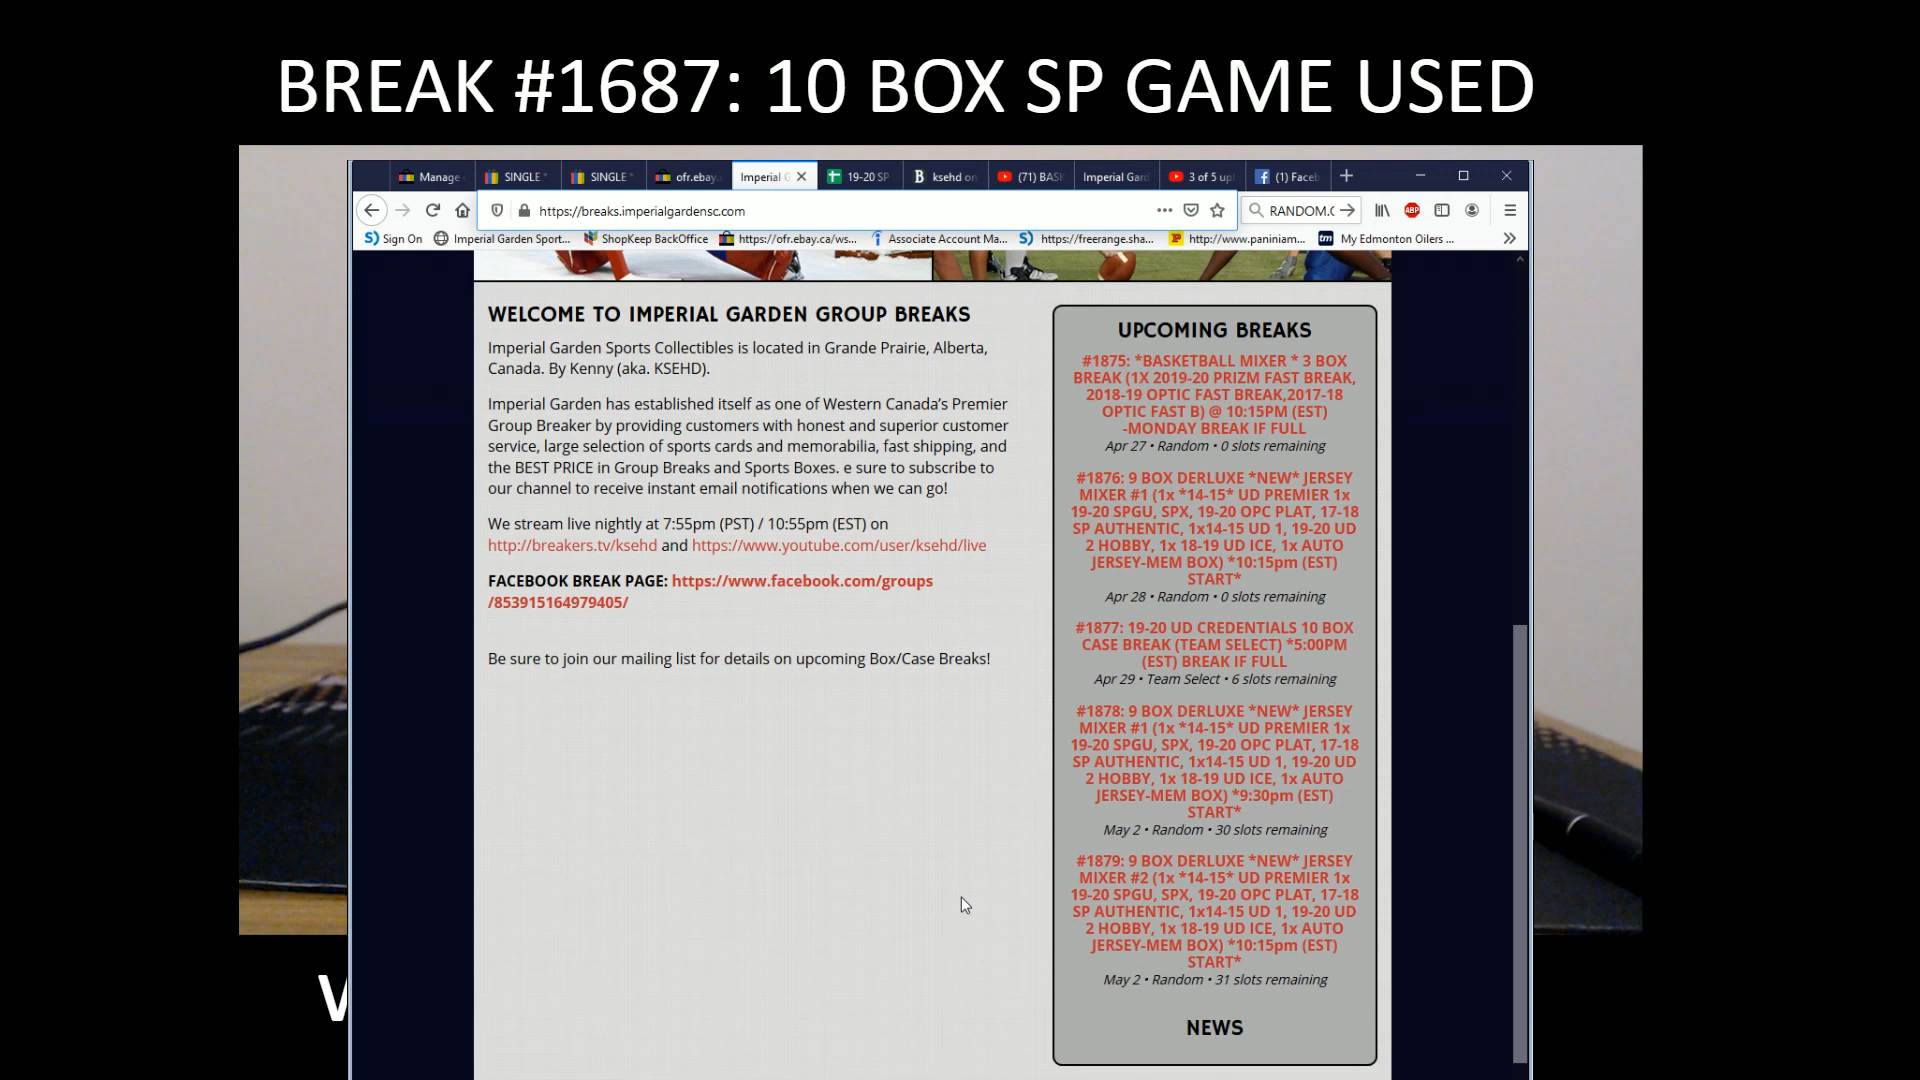 BREAK #1687: 10 BOX SP GAME USED
Manage
SINGLE *
SINGLE *
ofr.ebay.
Imperial G
19-20 SP
ksehd on
(71) BASK
Imperial Gard
3 of 5 upl
(1) Faceb
https://breaks.imperialgardensc.com
RANDOM.C
Sign On
Imperial Garden Sport...
ShopKeep BackOffice
https://ofr.ebay.ca/ws...
Associate Account Ma...
https://freerange.sha...
http://www.paniniam...
My Edmonton Oilers ...
WELCOME TO IMPERIAL GARDEN GROUP BREAKS
Imperial Garden Sports Collectibles is located in Grande Prairie, Alberta,
Canada. By Kenny (aka. KSEHD).
Imperial Garden has established itself as one of Western Canada's Premier
Group Breaker by providing customers with honest and superior customer
service, large selection of sports cards and memorabilia, fast shipping, and
the BEST PRICE in Group Breaks and Sports Boxes. e sure to subscribe to
our channel to receive instant email notifications when we can go!
We stream live nightly at 7:55pm (PST) / 10:55pm (EST) on
http://breakers.tv/ksehd and https://www.youtube.com/user/ksehd/live
FACEBOOK BREAK PAGE: https://www.facebook.com/groups
/853915164979405/
Be sure to join our mailing list for details on upcoming Box/Case Breaks!
UPCOMING BREAKS
#1875: *BASKETBALL MIXER * 3 BOX
BREAK (1X 2019-20 PRIZM FAST BREAK,
2018-19 OPTIC FAST BREAK,2017-18
OPTIC FAST B) @ 10:15PM (EST)
-MONDAY BREAK IF FULL
Apr 27 • Random • 0 slots remaining
#1876: 9 BOX DERLUXE *NEW* JERSEY
MIXER #1 (1x *14-15* UD PREMIER 1x
19-20 SPGU, SPX, 19-20 OPC PLAT, 17-18
SP AUTHENTIC, 1x14-15 UD 1, 19-20 UD
2 HOBBY, 1x 18-19 UD ICE, 1x AUTO
JERSEY-MEM BOX) *10:15pm (EST)
START*
Apr 28 • Random • 0 slots remaining
#1877: 19-20 UD CREDENTIALS 10 BOX
CASE BREAK (TEAM SELECT) *5:00PM
(EST) BREAK IF FULL
Apr 29 • Team Select • 6 slots remaining
#1878: 9 BOX DERLUXE *NEW* JERSEY
MIXER #1 (1x *14-15* UD PREMIER 1x
19-20 SPGU, SPX, 19-20 OPC PLAT, 17-18
SP AUTHENTIC, 1x14-15 UD 1, 19-20 UD
2 HOBBY, 1x 18-19 UD ICE, 1x AUTO
JERSEY-MEM BOX) *9:30pm (EST)
START*
May 2 • Random • 30 slots remaining
#1879: 9 BOX DERLUXE *NEW* JERSEY
MIXER #2 (1x *14-15* UD PREMIER 1x
19-20 SPGU, SPX, 19-20 OPC PLAT, 17-18
SP AUTHENTIC, 1x14-15 UD 1, 19-20 UD
2 HOBBY, 1x 18-19 UD ICE, 1x AUTO
JERSEY-MEM BOX) *10:15pm (EST)
START*
May 2 • Random • 31 slots remaining
NEWS